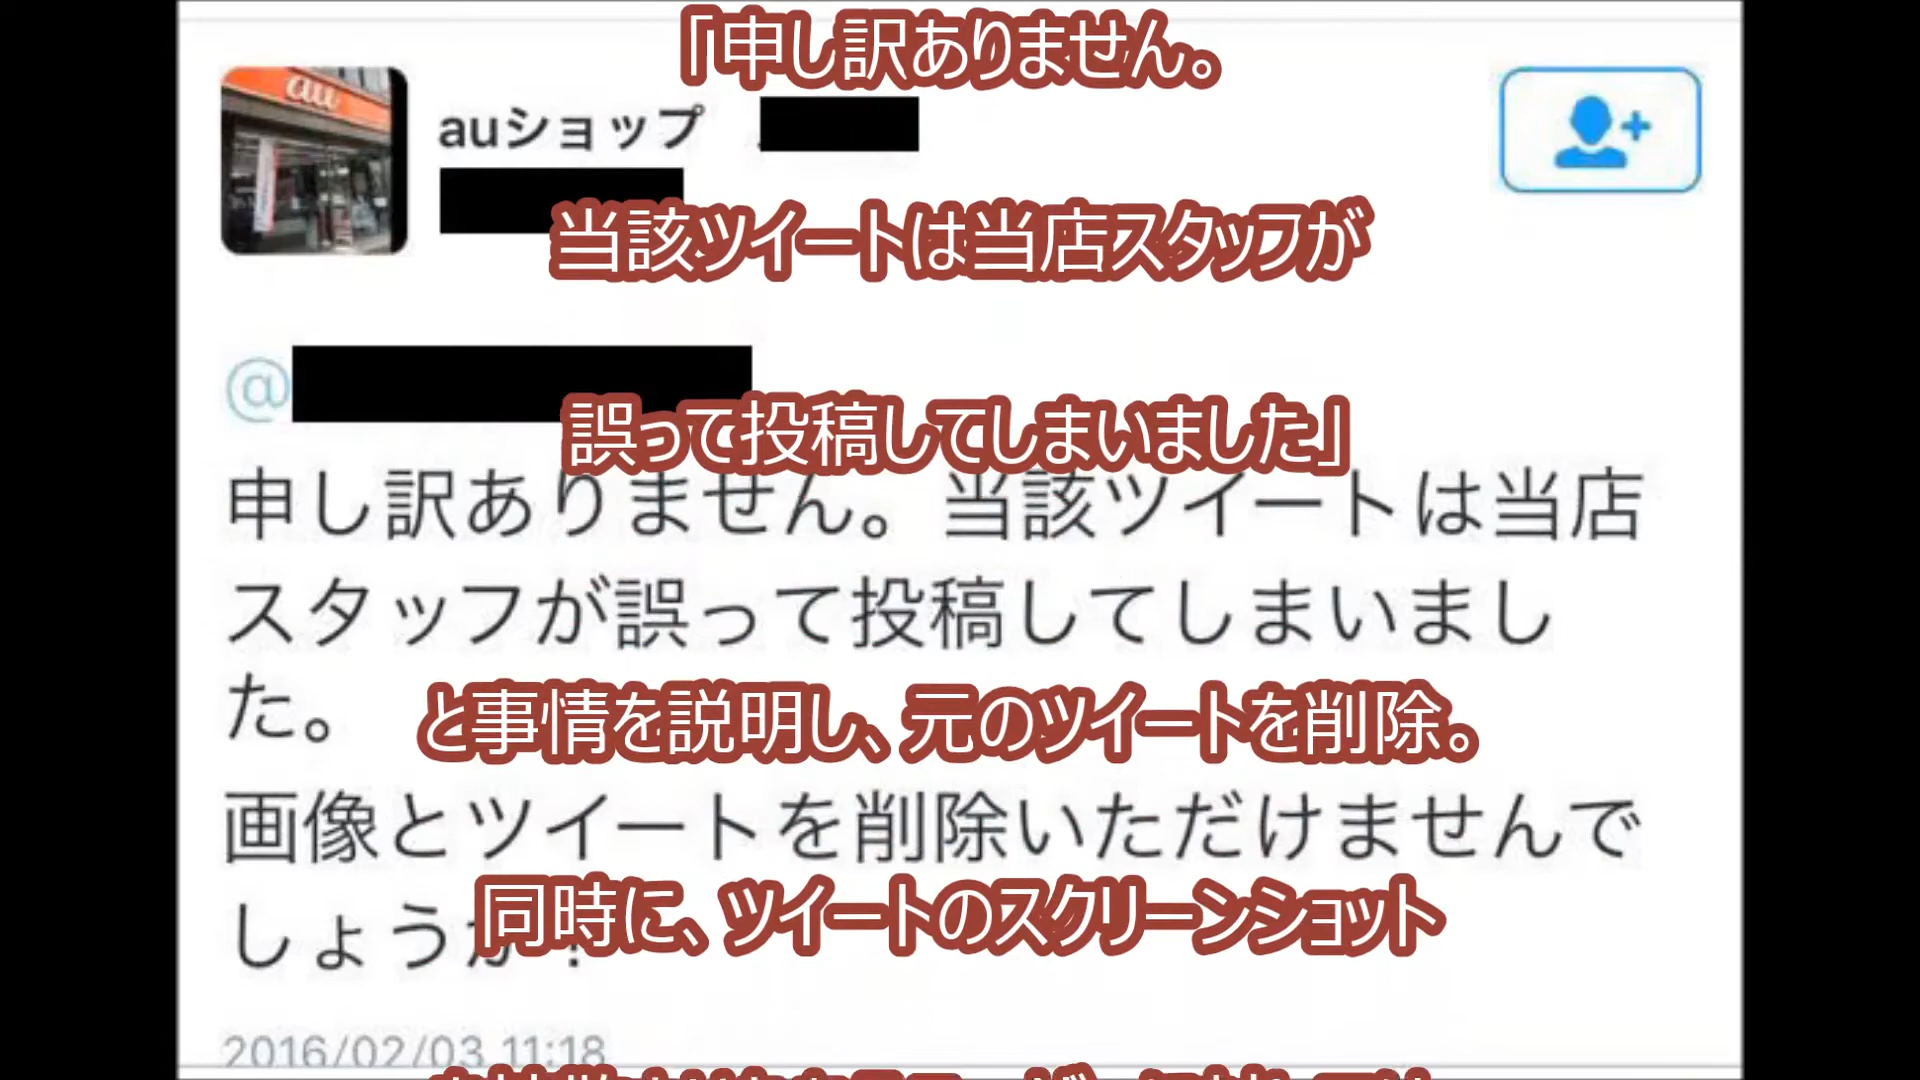 「申し訳ありません。
au
auショップ
当該ツイートは当店スタッフが
@
誤って投稿してしまいました」
申し訳ありません。当該ツイートは当店
スタッフが誤って投稿してしまいまし
た。
と事情を説明し、元のツイートを削除。
画像とツイートを削除いただけませんで
同時に、ツイートのスクリーンショット
しょうか？
2016/02/03 11:18